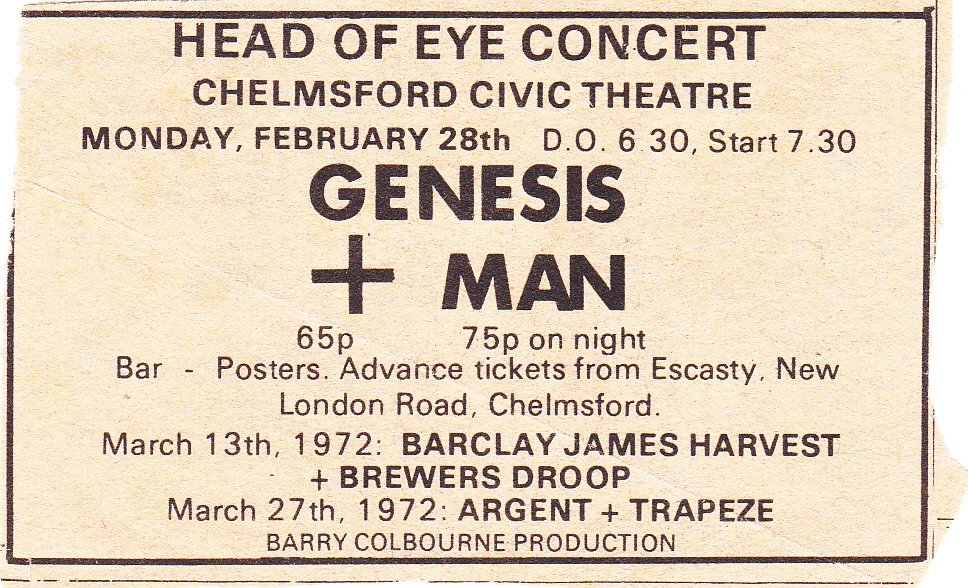 HEAD OF EYE CONCERT
CHELMSFORD CIVIC THEATRE
MONDAY, FEBRUARY 28th D.O. 6 30, Start 7.30
GENESIS
+ MAN
65p 75p on night
Bar - Posters. Advance tickets from Escasty, New
London Road, Chelmsford.
March 13th, 1972: BARCLAY JAMES HARVEST
+ BREWERS DROOP
March 27th, 1972: ARGENT + TRAPEZE
BARRY COLBOURNE PRODUCTION